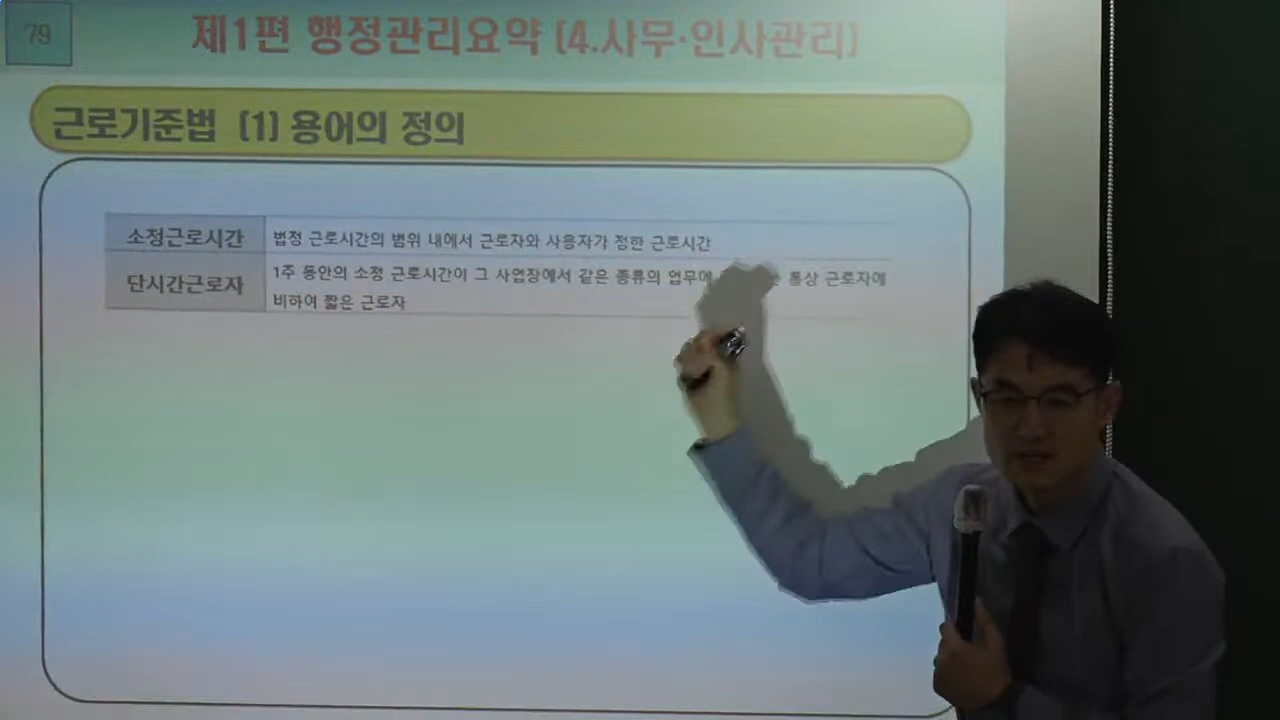 79
제1편 행정관리요약 [4.사무·인사관리]
근로기준법 [1] 용어의 정의
소정근로시간 법정 근로시간의 범위 내에서 근로자와 사용자가 정한 근로시간
단시간근로자 1주 동안의 소정 근로시간이 그 사업장에서 같은 종류의 업무에 통상 근로자에
비하여 짧은 근로자